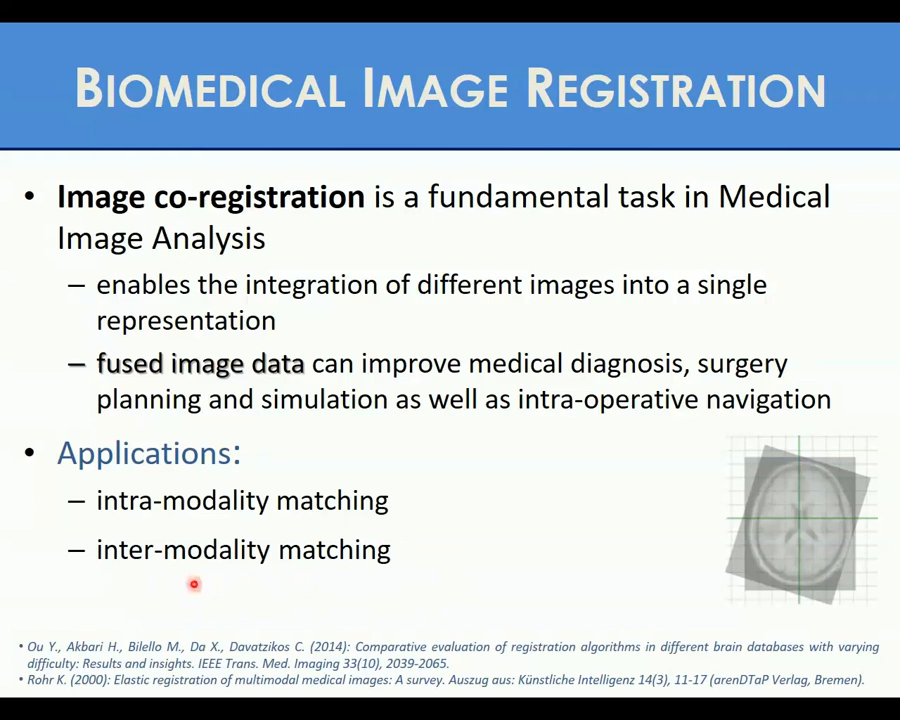 BIOMEDICAL IMAGE REGISTRATION
• Image co-registration is a fundamental task in Medical
Image Analysis
– enables the integration of different images into a single
representation
– fused image data can improve medical diagnosis, surgery
planning and simulation as well as intra-operative navigation
• Applications:
– intra-modality matching
– inter-modality matching
• Ou Y., Akbari H., Bilello M., Da X., Davatzikos C. (2014): Comparative evaluation of registration algorithms in different brain databases with varying
difficulty: Results and insights. IEEE Trans. Med. Imaging 33(10), 2039-2065.
• Rohr K. (2000): Elastic registration of multimodal medical images: A survey. Auszug aus: Künstliche Intelligenz 14(3), 11-17 (arenDTaP Verlag, Bremen).